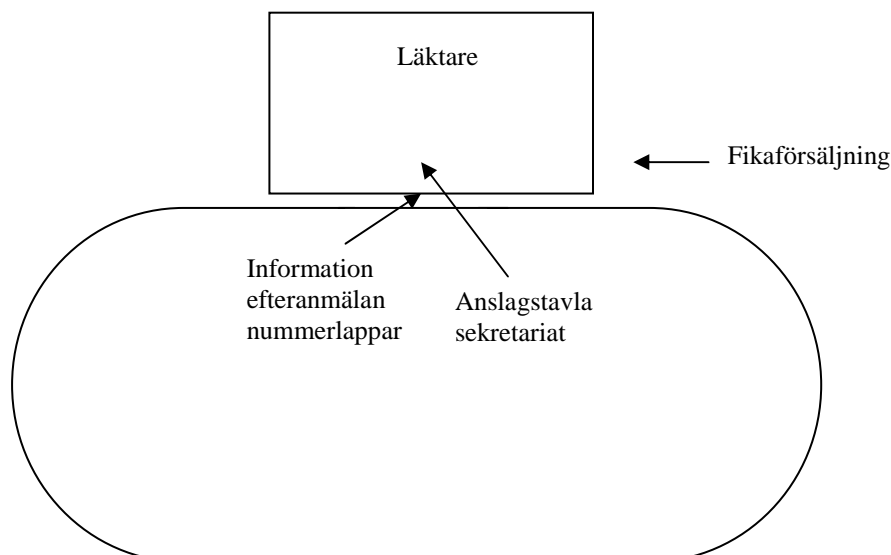 Läktare
Fikaförsäljning
Information
efteranmälan
nummerlappar
Anslagstavla
sekretariat